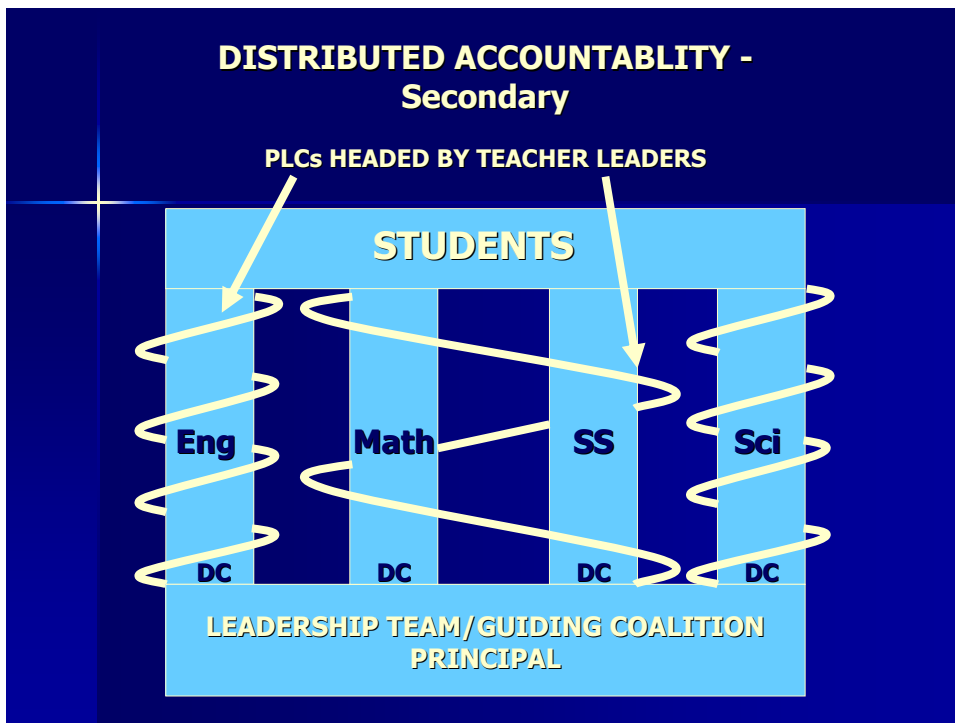 DISTRIBUTED ACCOUNTABLITY -
Secondary
PLCs HEADED BY TEACHER LEADERS
STUDENTS
Eng Math SS Sci
DC DC DC DC
LEADERSHIP TEAM/GUIDING COALITION
PRINCIPAL